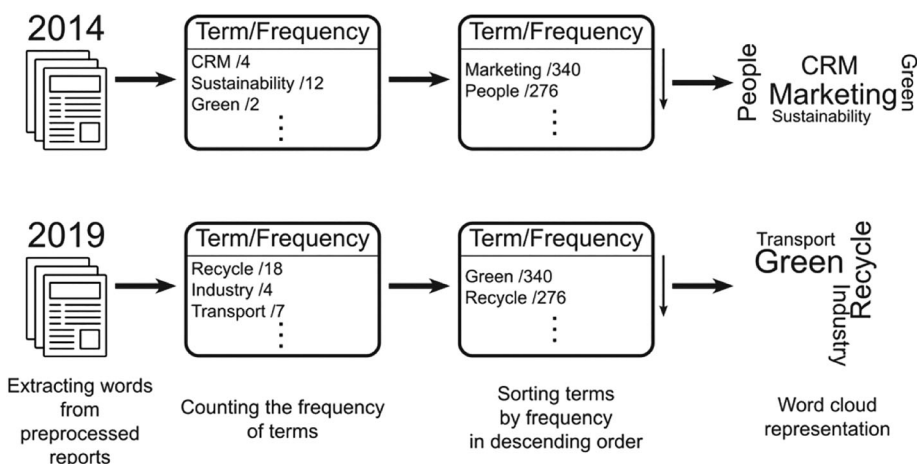 2014
Term/Frequency
CRM /4
Sustainability /12
Green /2
Term/Frequency
Marketing /340
People /276
People
CRM
Marketing
Sustainability
Green
2019
Term/Frequency
Recycle /18
Industry /4
Transport /7
Term/Frequency
Green /340
Recycle /276
Transport
Green
Recycle
Industry
Extracting words
from
preprocessed
reports
Counting the frequency
of terms
Sorting terms
by frequency
in descending order
Word cloud
representation